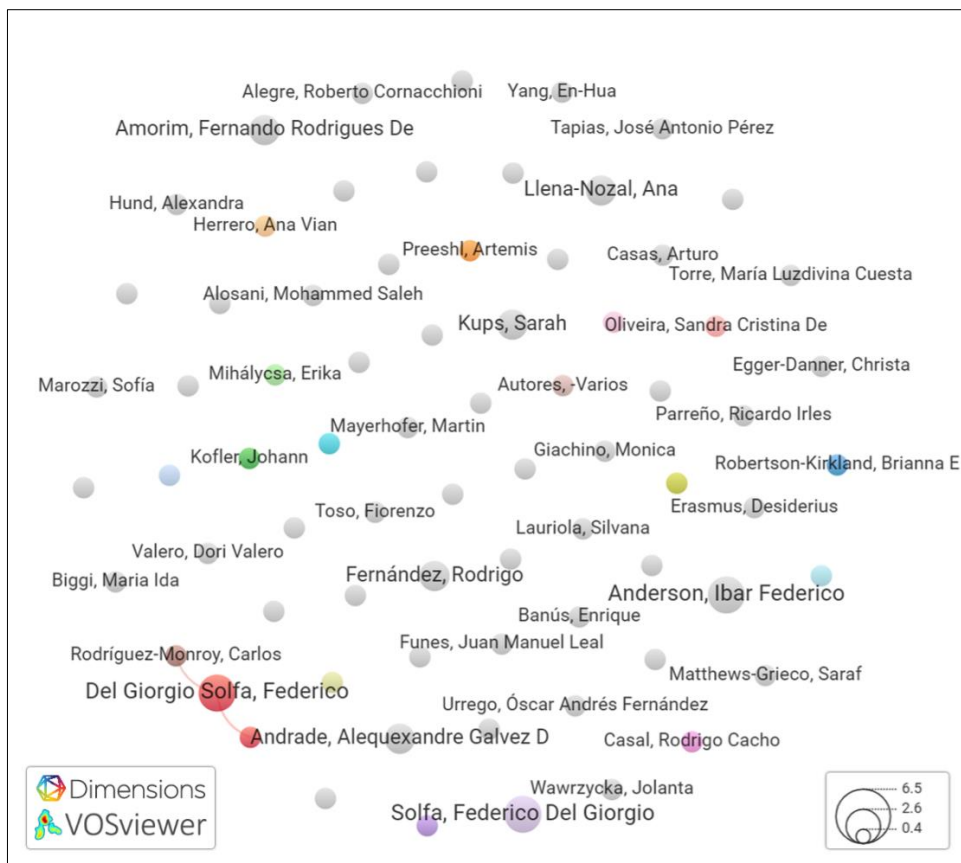 Alegre, Roberto Cornacchioni
Yang, En-Hua
Amorim, Fernando Rodrigues De
Tapias, José Antonio Pérez
Llena-Nozal, Ana
Hund, Alexandra
Herrero, Ana Vian
Preeshl, Artemis
Casas, Arturo
Torre, María Luzdivina Cuesta
Alosani, Mohammed Saleh
Kups, Sarah
Oliveira, Sandra Cristina De
Egger-Danner, Christa
Marozzi, Sofía
Mihálycsa, Erika
Autores, -Varios
Parreño, Ricardo Irles
Mayerhofer, Martin
Giachino, Monica
Kofler, Johann
Robertson-Kirkland, Brianna E
Toso, Fiorenzo
Erasmus, Desiderius
Lauriola, Silvana
Valero, Dori Valero
Biggi, Maria Ida
Fernández, Rodrigo
Anderson, Ibar Federico
Banús, Enrique
Funes, Juan Manuel Leal
Rodríguez-Monroy, Carlos
Matthews-Grieco, Saraf
Del Giorgio Solfa, Federico
Urrego, Óscar Andrés Fernández
Andrade, Alequexandre Galvez D
Casal, Rodrigo Cacho
Wawrzycka, Jolanta
Solfa, Federico Del Giorgio
Dimensions
VOSviewer
6.5
2.6
0.4